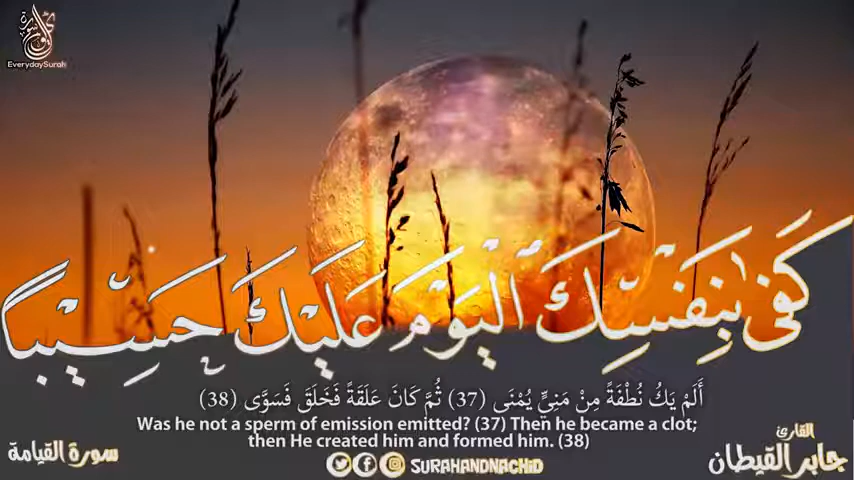 EverydaySurah
كَفَىٰ بِنَفْسِكَ ٱلْيَوْمَ عَلَيْكَ حَسِيبًا
أَلَمْ يَكُ نُطْفَةً مِنْ مَنِيٍّ يُمْنَى (37) ثُمَّ كَانَ عَلَقَةً فَخَلَقَ فَسَوَّى (38)
Was he not a sperm of emission emitted? (37) Then he became a clot;
then He created him and formed him. (38)
سورة القيامة
SURAHANDNACHID
القارئ
جابر القيطان